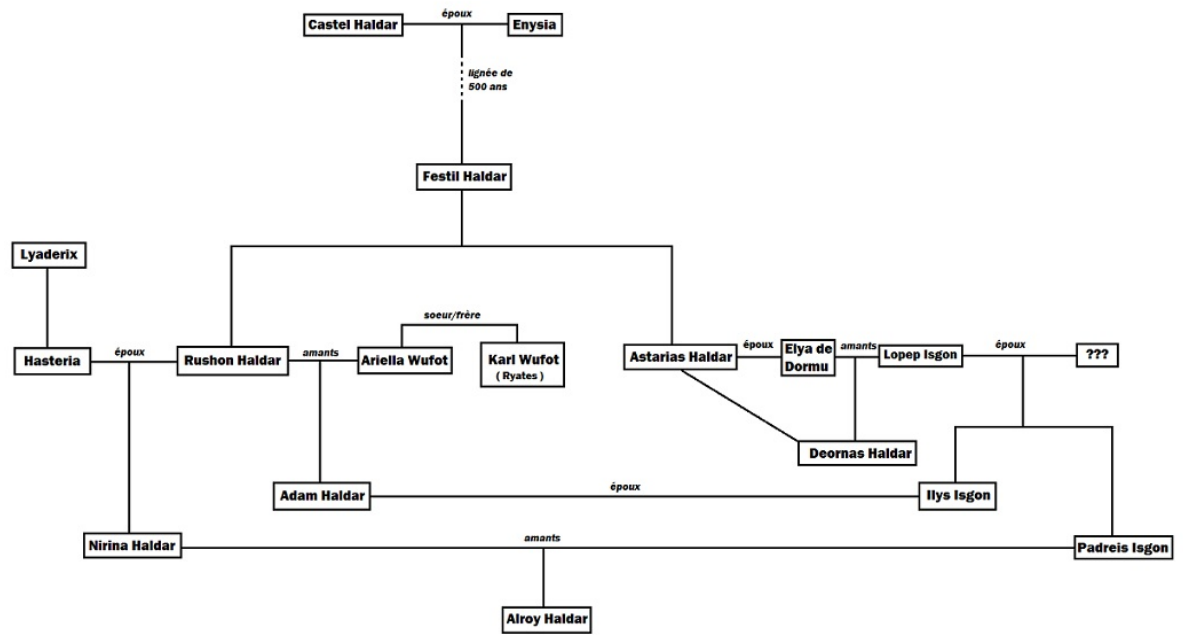 époux
Castel Haldar
Enysia
lignée de
500 ans
Festil Haldar
Lyaderix
soeur/frère
Hasteria
époux
Rushon Haldar
amants
Ariella Wufot
Karl Wufot
( Ryates )
Astarias Haldar
époux
Elya de
Dormu
amants
Lopep Isgon
époux
???
Deornas Haldar
Adam Haldar
époux
Ilys Isgon
Nirina Haldar
amants
Padreis Isgon
Alroy Haldar